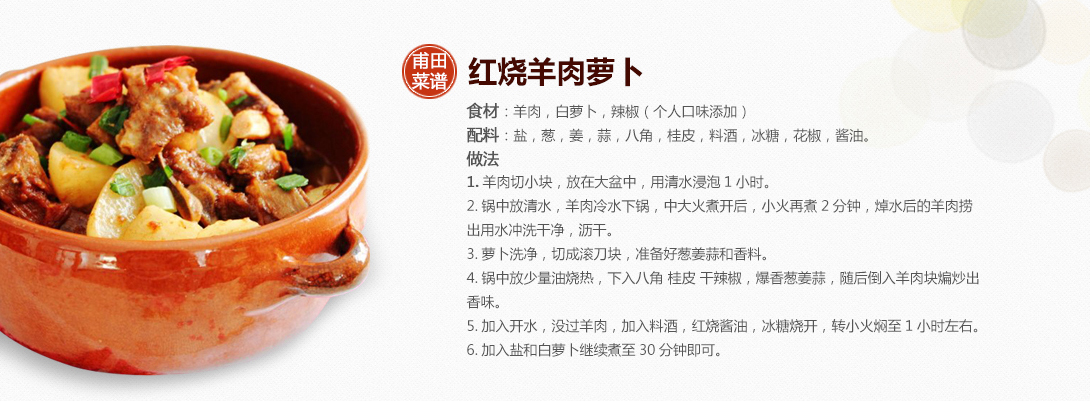 甫田
菜谱
红烧羊肉萝卜
食材：羊肉，白萝卜，辣椒（个人口味添加）
配料：盐，葱，姜，蒜，八角，桂皮，料酒，冰糖，花椒，酱油。
做法
1. 羊肉切小块，放在大盆中，用清水浸泡 1 小时。
2. 锅中放清水，羊肉冷水下锅，中大火煮开后，小火再煮 2 分钟，焯水后的羊肉捞
出用水冲洗干净，沥干。
3. 萝卜洗净，切成滚刀块，准备好葱姜蒜和香料。
4. 锅中放少量油烧热，下入八角 桂皮 干辣椒，爆香葱姜蒜，随后倒入羊肉块煸炒出
香味。
5. 加入开水，没过羊肉，加入料酒，红烧酱油，冰糖烧开，转小火焖至 1 小时左右。
6. 加入盐和白萝卜继续煮至 30 分钟即可。